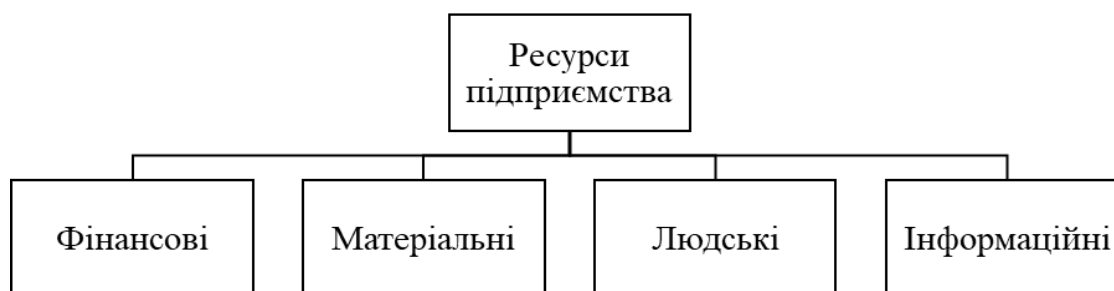 Ресурси
підприємства
Фінансові
Матеріальні
Людські
Інформаційні